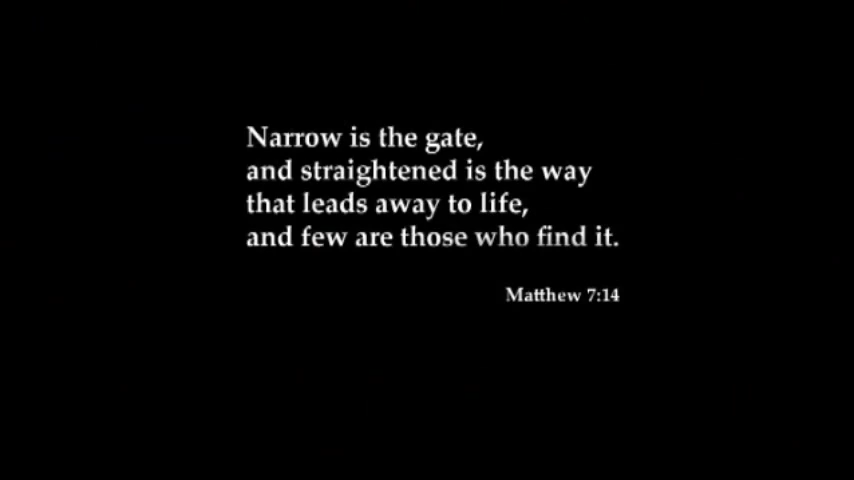 Narrow is the gate,
and straightened is the way
that leads away to life,
and few are those who find it.
Matthew 7:14